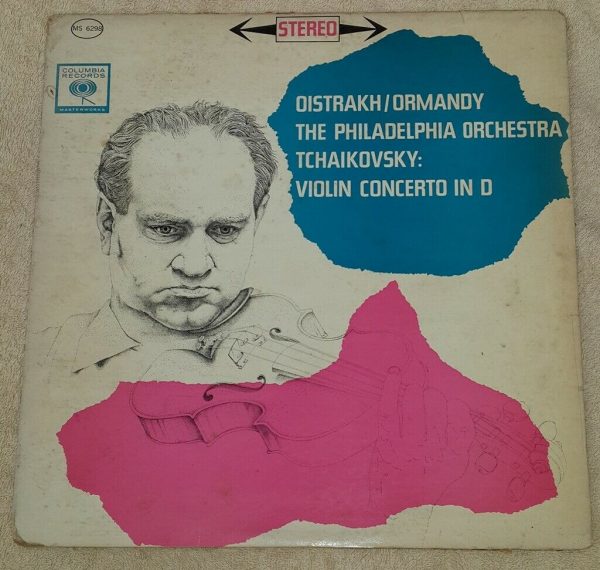 MS 6298
STEREO
COLUMBIA
RECORDS
MASTERWORKS
OISTRAKH/ORMANDY
THE PHILADELPHIA ORCHESTRA
TCHAIKOVSKY:
VIOLIN CONCERTO IN D